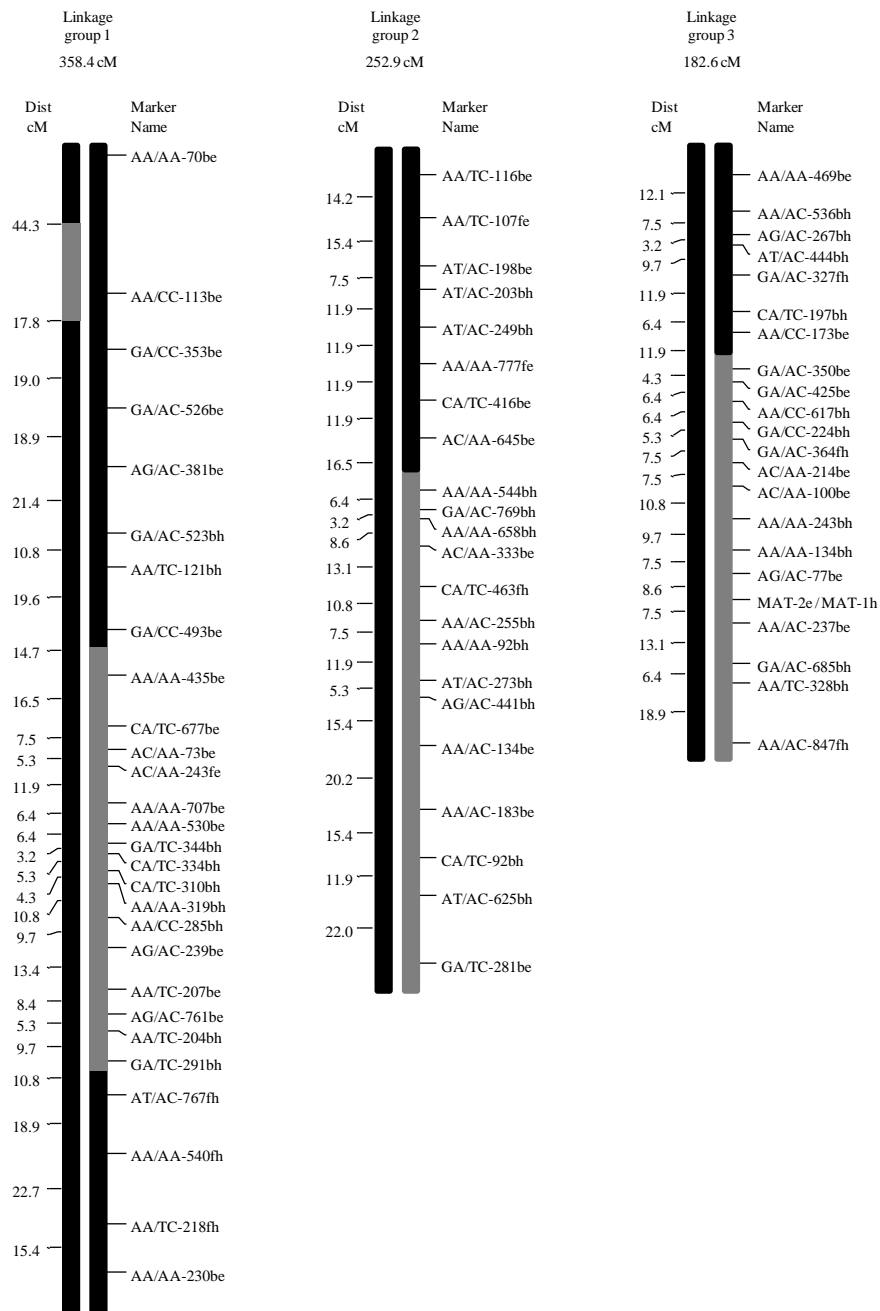 Linkage
group 1
358.4 cM
Dist
cM
Marker
Name
AA/AA-70be
44.3
AA/CC-113be
17.8
GA/CC-353be
19.0
GA/AC-526be
18.9
AG/AC-381be
21.4
GA/AC-523bh
10.8
AA/TC-121bh
19.6
GA/CC-493be
14.7
AA/AA-435be
16.5
CA/TC-677be
7.5
AC/AA-73be
5.3
AC/AA-243fe
11.9
AA/AA-707be
6.4
AA/AA-530be
6.4
GA/TC-344bh
3.2
CA/TC-334bh
5.3
CA/TC-310bh
4.3
AA/AA-319bh
10.8
AA/CC-285bh
9.7
AG/AC-239be
13.4
AA/TC-207be
8.4
AG/AC-761be
5.3
AA/TC-204bh
9.7
GA/TC-291bh
10.8
AT/AC-767fh
18.9
AA/AA-540fh
22.7
AA/TC-218fh
15.4
AA/AA-230be
Linkage
group 2
252.9 cM
Dist
cM
Marker
Name
AA/TC-116be
14.2
AA/TC-107fe
15.4
AT/AC-198be
7.5
AT/AC-203bh
11.9
AT/AC-249bh
11.9
AA/AA-777fe
11.9
CA/TC-416be
11.9
AC/AA-645be
16.5
AA/AA-544bh
6.4
GA/AC-769bh
3.2
AA/AA-658bh
8.6
AC/AA-333be
13.1
CA/TC-463fh
10.8
AA/AC-255bh
7.5
AA/AA-92bh
11.9
AT/AC-273bh
5.3
AG/AC-441bh
15.4
AA/AC-134be
20.2
AA/AC-183be
15.4
CA/TC-92bh
11.9
AT/AC-625bh
22.0
GA/TC-281be
Linkage
group 3
182.6 cM
Dist
cM
Marker
Name
AA/AA-469be
12.1
AA/AC-536bh
7.5
AG/AC-267bh
3.2
AT/AC-444bh
9.7
GA/AC-327fh
11.9
CA/TC-197bh
6.4
AA/CC-173be
11.9
GA/AC-350be
4.3
GA/AC-425be
6.4
AA/CC-617bh
6.4
GA/CC-224bh
5.3
GA/AC-364fh
7.5
AC/AA-214be
7.5
AC/AA-100be
10.8
AA/AA-243bh
9.7
AA/AA-134bh
7.5
AG/AC-77be
8.6
MAT-2e/MAT-1h
7.5
AA/AC-237be
13.1
GA/AC-685bh
6.4
AA/TC-328bh
18.9
AA/AC-847fh